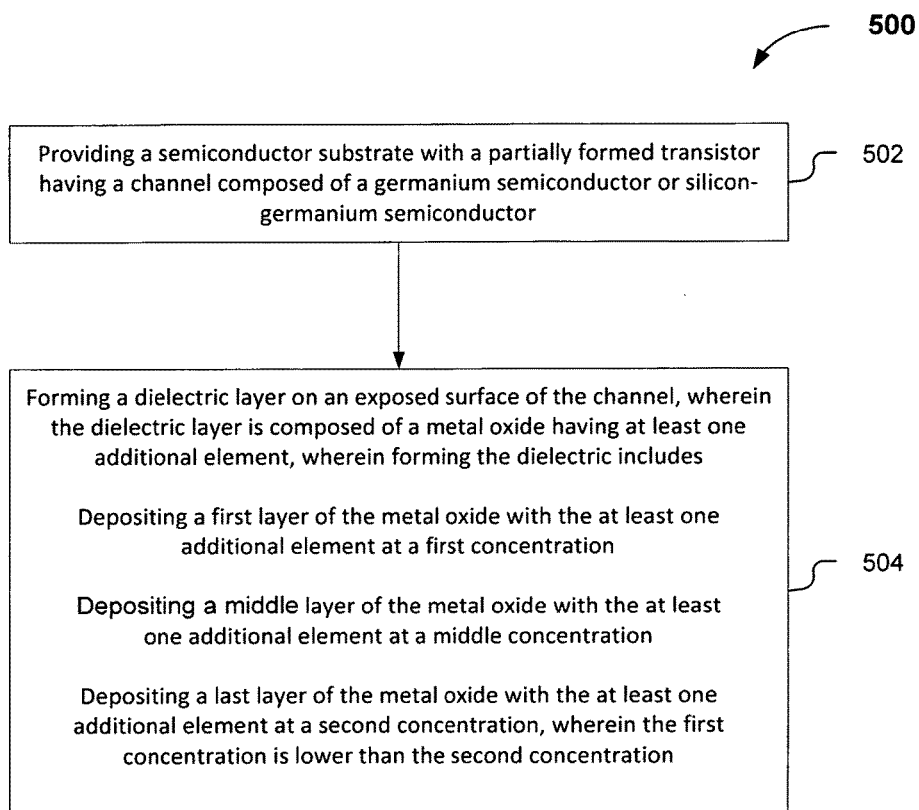 500
Providing a semiconductor substrate with a partially formed transistor
having a channel composed of a germanium semiconductor or silicon-
germanium semiconductor
502
Forming a dielectric layer on an exposed surface of the channel, wherein
the dielectric layer is composed of a metal oxide having at least one
additional element, wherein forming the dielectric includes
Depositing a first layer of the metal oxide with the at least one
additional element at a first concentration
Depositing a middle layer of the metal oxide with the at least
one additional element at a middle concentration
504
Depositing a last layer of the metal oxide with the at least one
additional element at a second concentration, wherein the first
concentration is lower than the second concentration